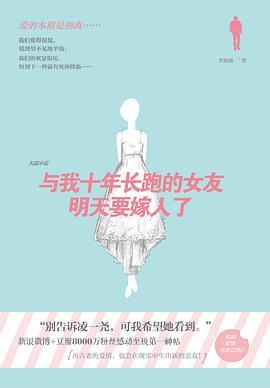 爱的本质是别离……
我们爱得很低,
低到望不见地平线;
我们的欢宴很短,
短到下一秒就有死神降临……
李海波 著
长篇小说
与我十年长跑的女友
明天要嫁人了
“别告诉凌一尧,可我希望她看到。”
新浪微博+豆瓣8000万粉丝感动至极第一神帖
[再古老的爱情,也会在现实中生出新的悲哀!]